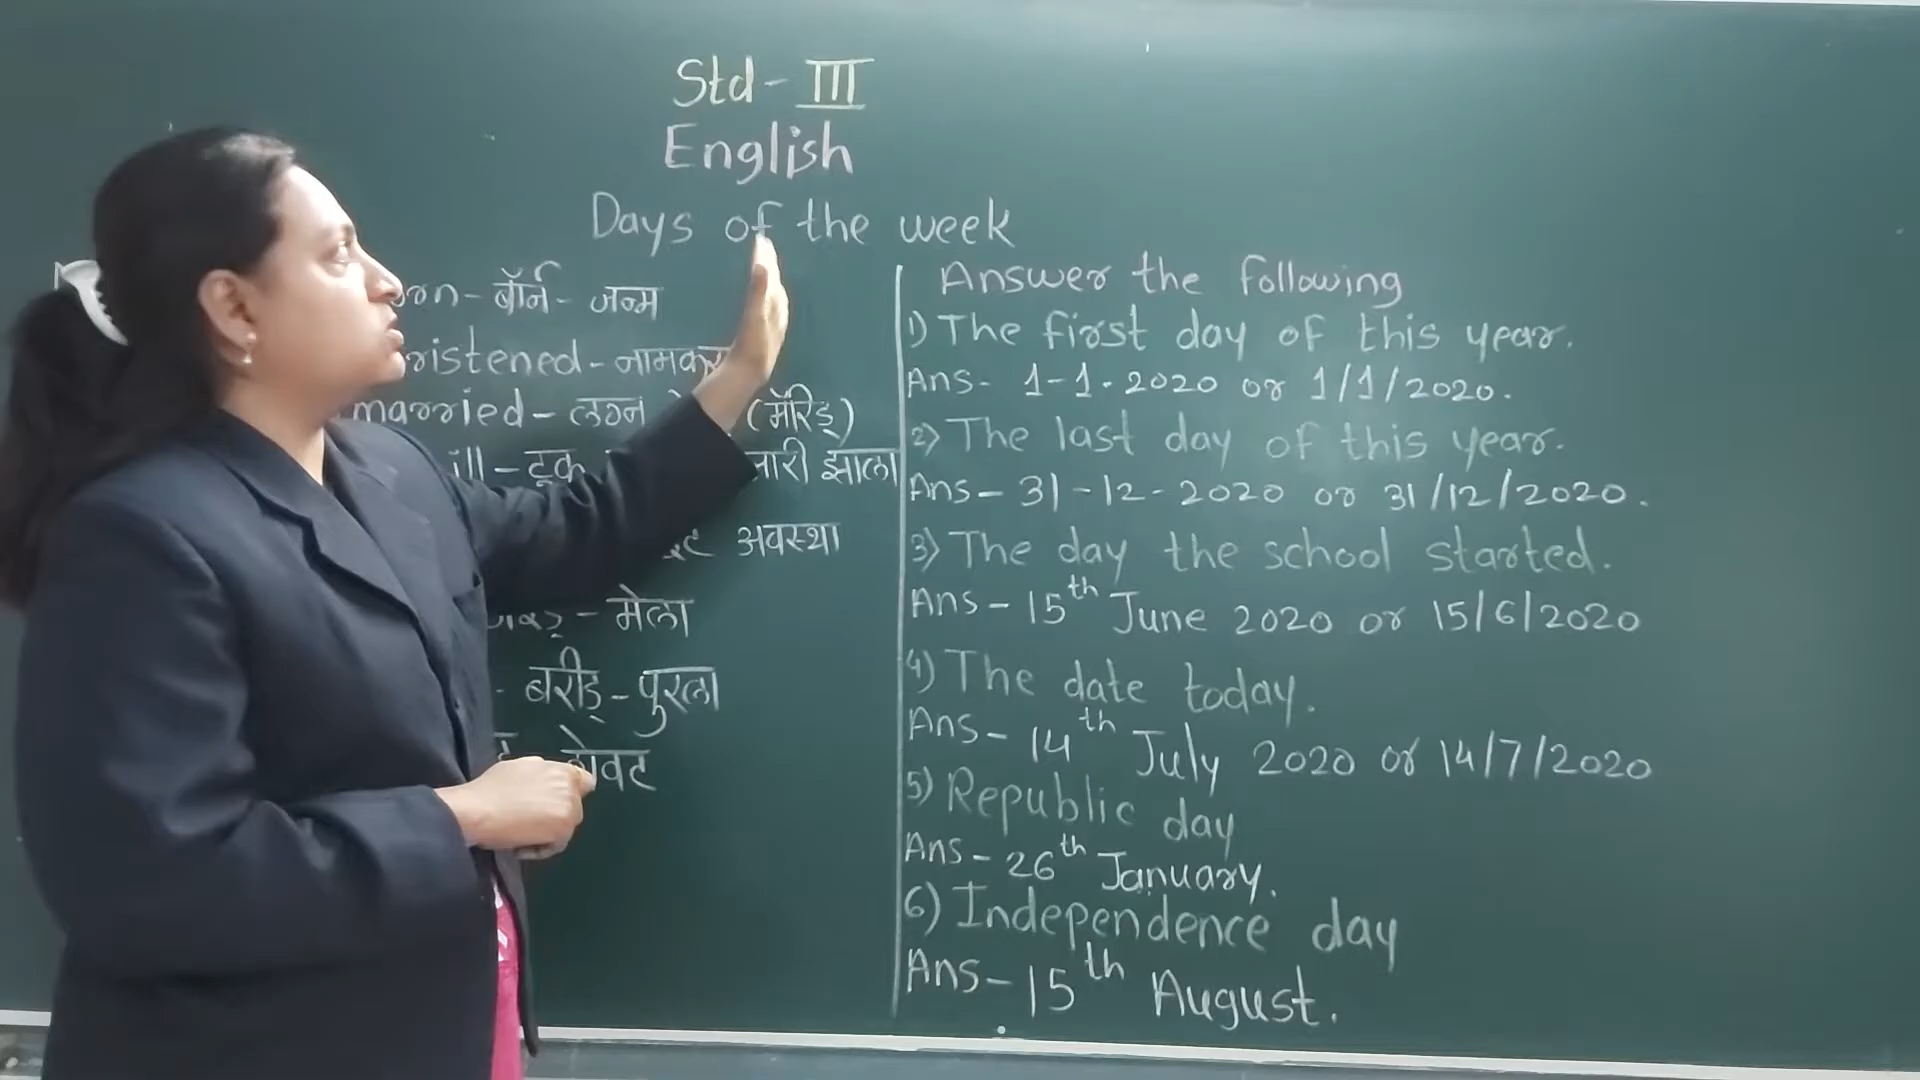 Std - III
English
Days of the week
orn - बॉर्न - जन्म
ristened - नामकर
married - लग्न (मॅरिड्)
ill - टूक झाला
अवस्था
- मेला
- बरीड् - पुरला
शेवट
Answer the following
1) The first day of this year.
Ans - 1-1-2020 or 1/1/2020.
2) The last day of this year.
Ans - 31-12-2020 or 31/12/2020.
3) The day the school started.
Ans - 15th June 2020 or 15/6/2020
4) The date today.
Ans - 14th July 2020 or 14/7/2020
5) Republic day
Ans - 26th January.
6) Independence day
Ans - 15th August.